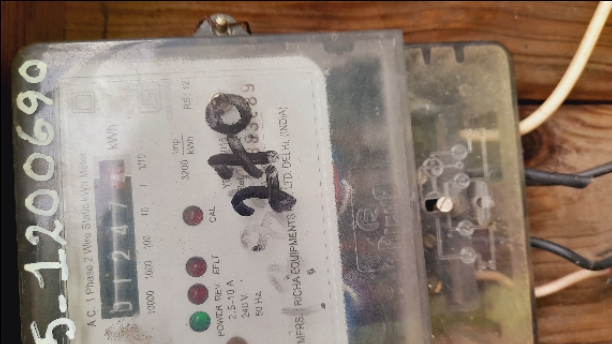 5-1200690
A.C. 1 Phase 2 Wire Static kWh Meter
kWh
01247
10000 1000 100 10 1 1/10
3200 imp/kWh
RS. 12
270
CAL
EFLT
REV.
POWER
2.5-10 A
240 V
50 Hz
MFRS. RICHA EQUIPMENTS
LTD. DELHI, (INDIA)